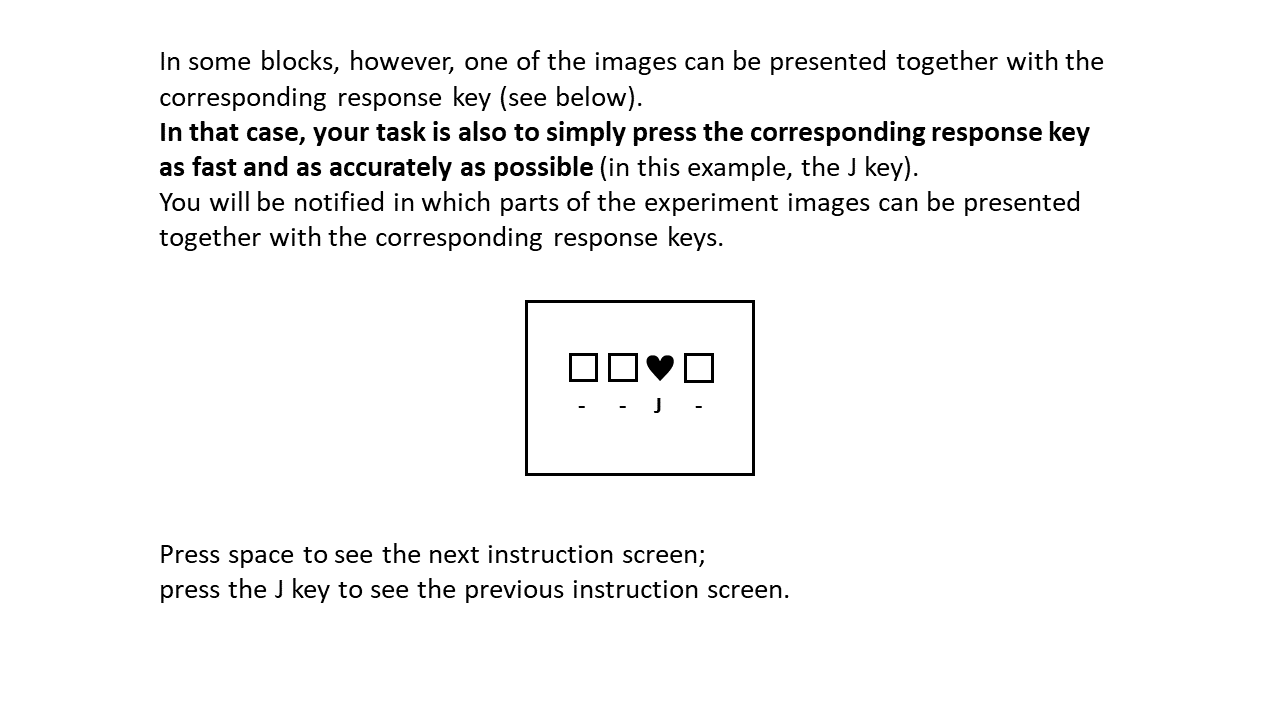 In some blocks, however, one of the images can be presented together with the
corresponding response key (see below).
In that case, your task is also to simply press the corresponding response key
as fast and as accurately as possible (in this example, the J key).
You will be notified in which parts of the experiment images can be presented
together with the corresponding response keys.
- - J -
Press space to see the next instruction screen;
press the J key to see the previous instruction screen.